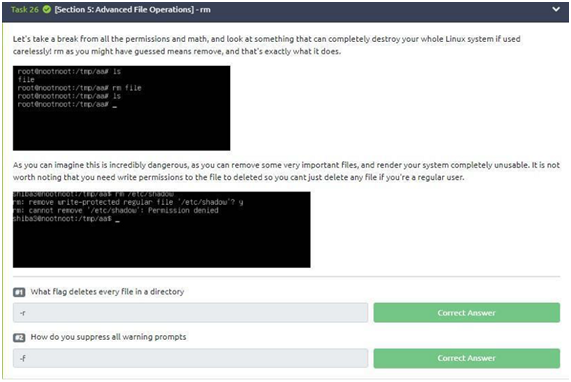 Task 26 [Section 5: Advanced File Operations] - rm
Let's take a break from all the permissions and math, and look at something that can completely destroy your whole Linux system if used
carelessly! rm as you might have guessed means remove, and that's exactly what it does.
root@nootnoot:/tmp/aa# ls
file
root@nootnoot:/tmp/aa# rm file
root@nootnoot:/tmp/aa# ls
root@nootnoot:/tmp/aa# _
As you can imagine this is incredibly dangerous, as you can remove some very important files, and render your system completely unusable. It is not
worth noting that you need write permissions to the file to deleted so you cant just delete any file if you're a regular user.
shiba3@nootnoot:/tmp/aa$ rm /etc/shadow
rm: remove write-protected regular file '/etc/shadow'? y
rm: cannot remove '/etc/shadow': Permission denied
shiba3@nootnoot:/tmp/aa$ _
#1 What flag deletes every file in a directory
-r
Correct Answer
#2 How do you suppress all warning prompts
-f
Correct Answer